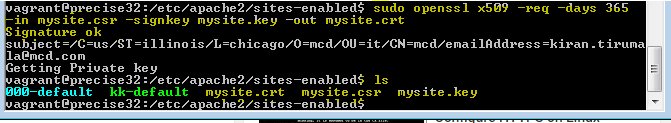 vagrant@precise32:/etc/apache2/sites-enabled$ sudo openssl x509 -req -days 365
-in mysite.csr -signkey mysite.key -out mysite.crt
Signature ok
subject=/C=us/ST=illinois/L=chicago/O=mcd/OU=it/CN=mcd/emailAddress=kiran.tiruma
la@mcd.com
Getting Private key
vagrant@precise32:/etc/apache2/sites-enabled$ ls
000-default kk-default mysite.crt mysite.csr mysite.key
vagrant@precise32:/etc/apache2/sites-enabled$